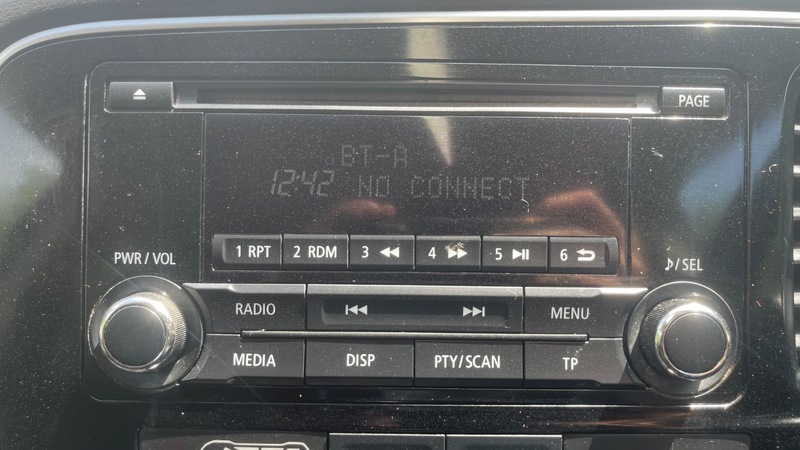 PAGE
BT-A
12:42 NO CONNECT
1 RPT 2 RDM 3 4 5 6
PWR / VOL
♪/SEL
RADIO MENU
MEDIA DISP PTY/SCAN TP